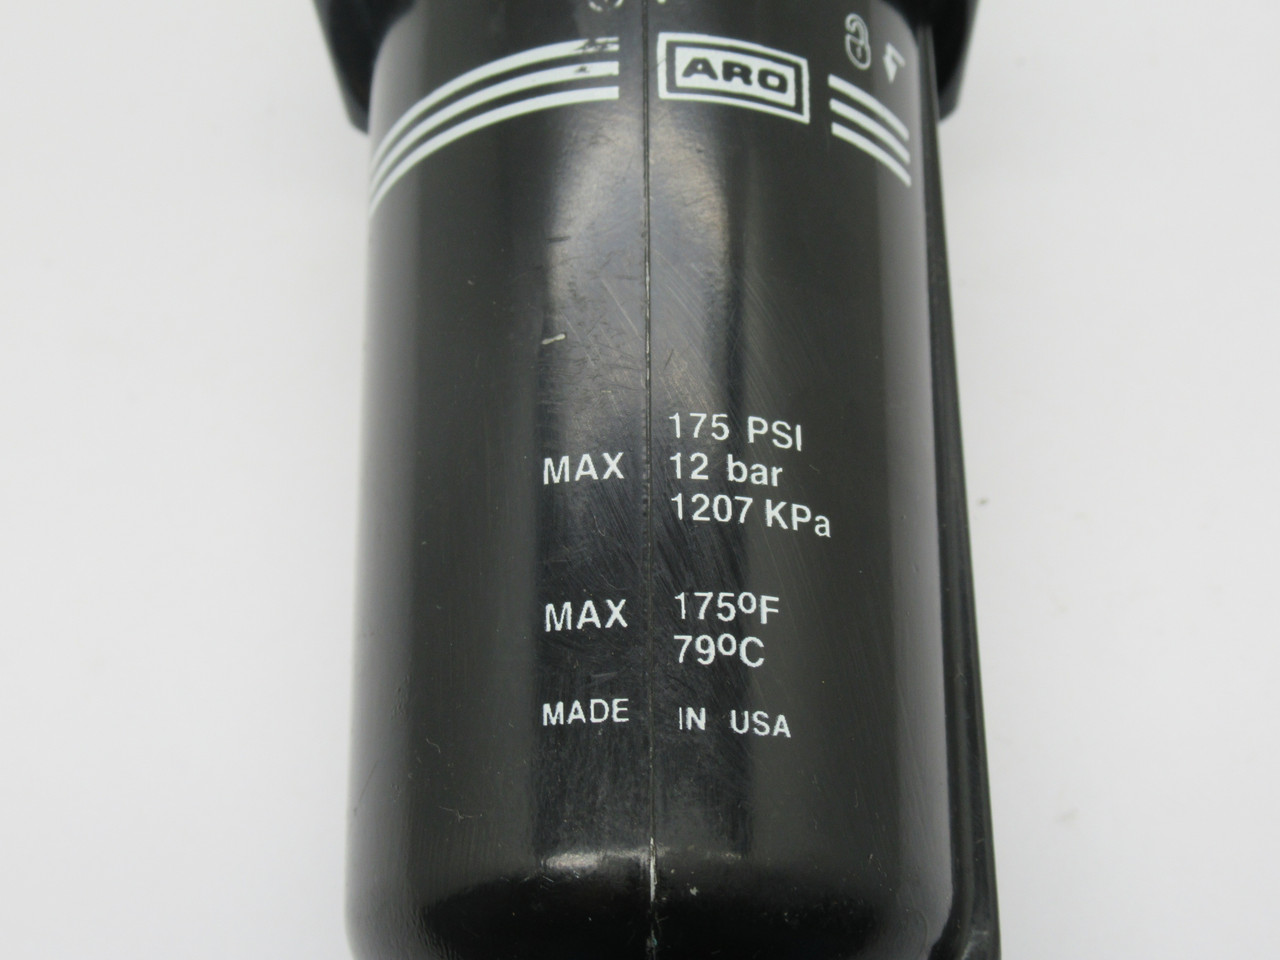 ARO
175 PSI
MAX 12 bar
1207 KPa
MAX 175ºF
79ºC
MADE IN USA